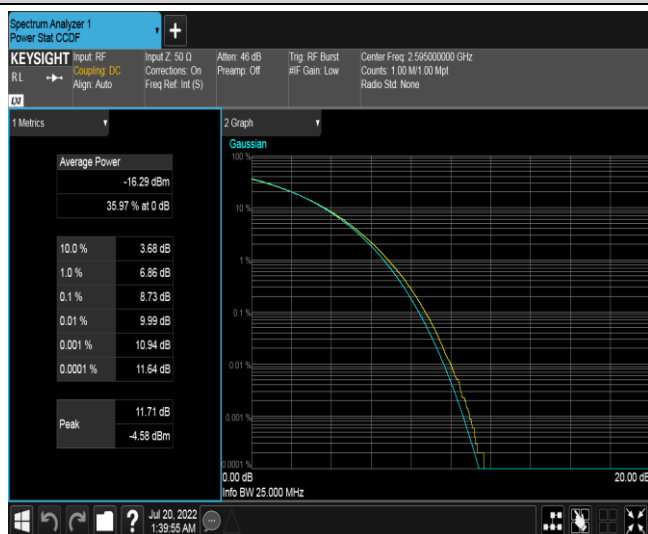 Spectrum Analyzer 1
Power Stat CCDF
+
KEYSIGHT
RL
LXI
Input: RF
Coupling: DC
Align: Auto
Input Z: 50 Ω
Corrections: On
Freq Ref: Int (S)
Atten: 46 dB
Preamp: Off
Trig: RF Burst
#IF Gain: Low
Center Freq: 2.595000000 GHz
Counts: 1.00 M/1.00 Mpt
Radio Std: None
1 Metrics
Average Power
-16.29 dBm
35.97 % at 0 dB
10.0 % 3.68 dB
1.0 % 6.86 dB
0.1 % 8.73 dB
0.01 % 9.99 dB
0.001 % 10.94 dB
0.0001 % 11.64 dB
Peak
11.71 dB
-4.58 dBm
2 Graph
Gaussian
100 %
10 %
1 %
0.1 %
0.01 %
0.001 %
0.0001 %
0.00 dB
20.00 dB
Info BW 25.000 MHz
?
Jul 20, 2022
1:39:55 AM